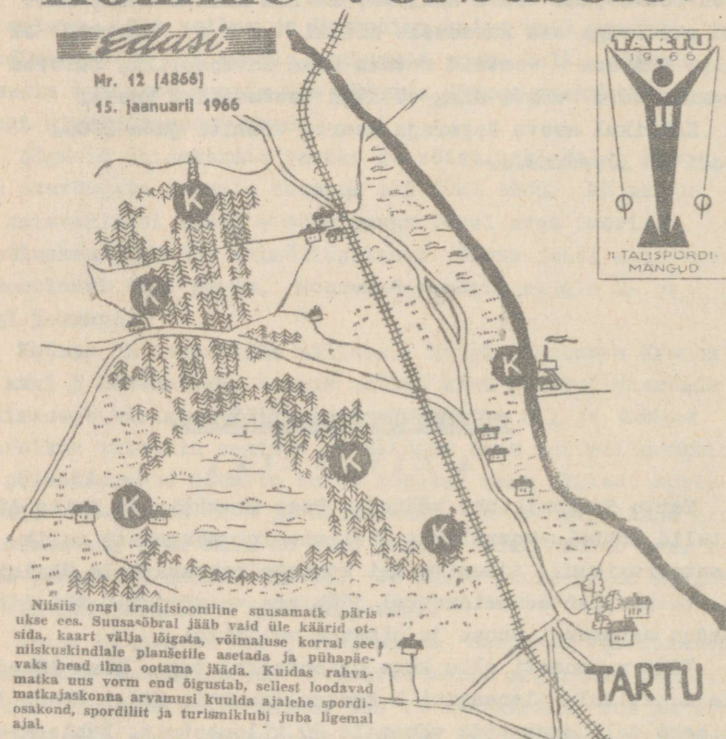 Edasi
Nr. 12 (4866)
15. jaanuaril 1966
TARTU
1966
II TALISPORDI-
MÄNGUD
K
K
K
K
K
K
Niisiis ongi traditsiooniline suusamatk päris
ukse ees. Suusasõbral jääb vaid üle käärid ot-
sida, kaart välja lõigata, võimaluse korral see
niiskuskindlale planšetile asetada ja pühapäe-
vaks head ilma ootama jääda. Kuidas rahva-
matka uus vorm end õigustab, sellest loodavad
matkajaskonna arvamusi kuulda ajalehe spordi-
osakond, spordiliit ja turismiklubi juba ligemal
ajal.
TARTU